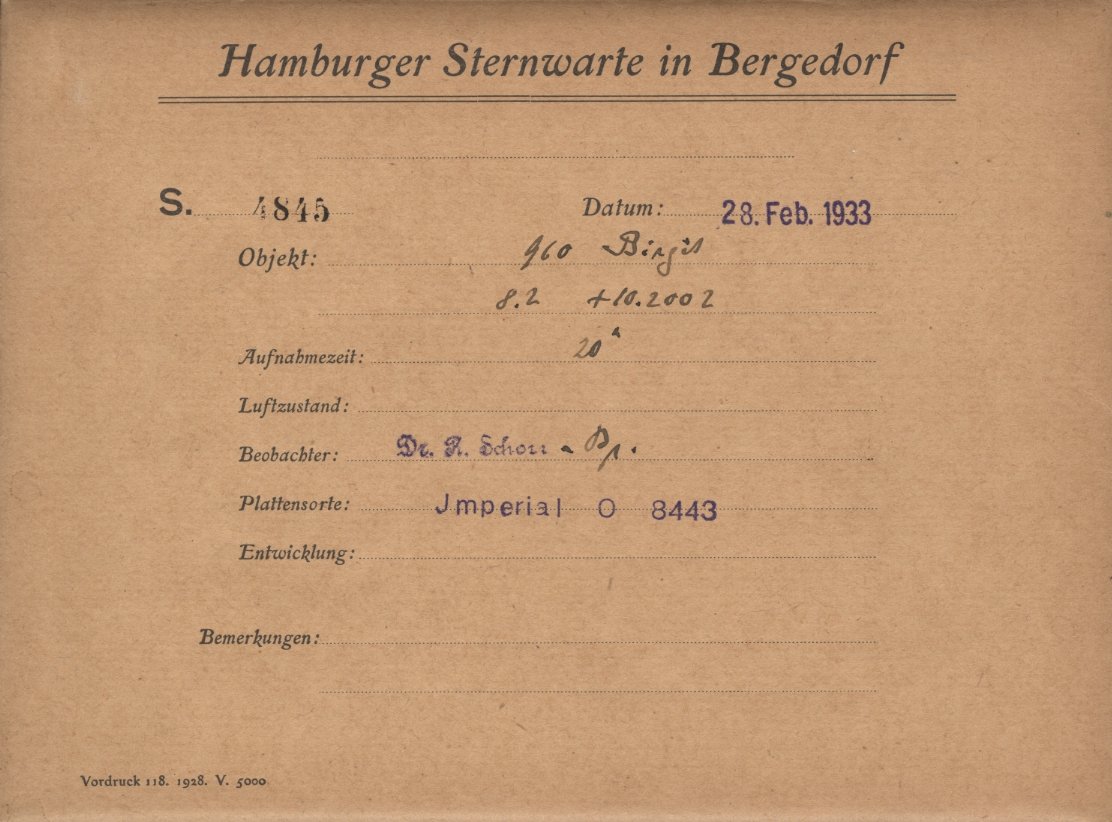 Hamburger Sternwarte in Bergedorf
S. 4845 Datum: 28. Feb. 1933
Objekt: 960 Birgit
8.2 +10.2002
Aufnahmezeit: 20
Luftzustand:
Beobachter: Dr. R. Schorr -
Plattensorte: Jmperial O 8443
Entwicklung:
Bemerkungen:
Vordruck 118. 1928. V. 5000